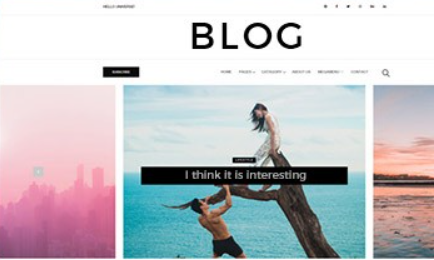 HELLO UNIVERSE!
BLOG
SUBSCRIBE
HOME PAGES CATEGORY ABOUT US MEGAMENU CONTACT
LIFESTYLE
I think it is interesting